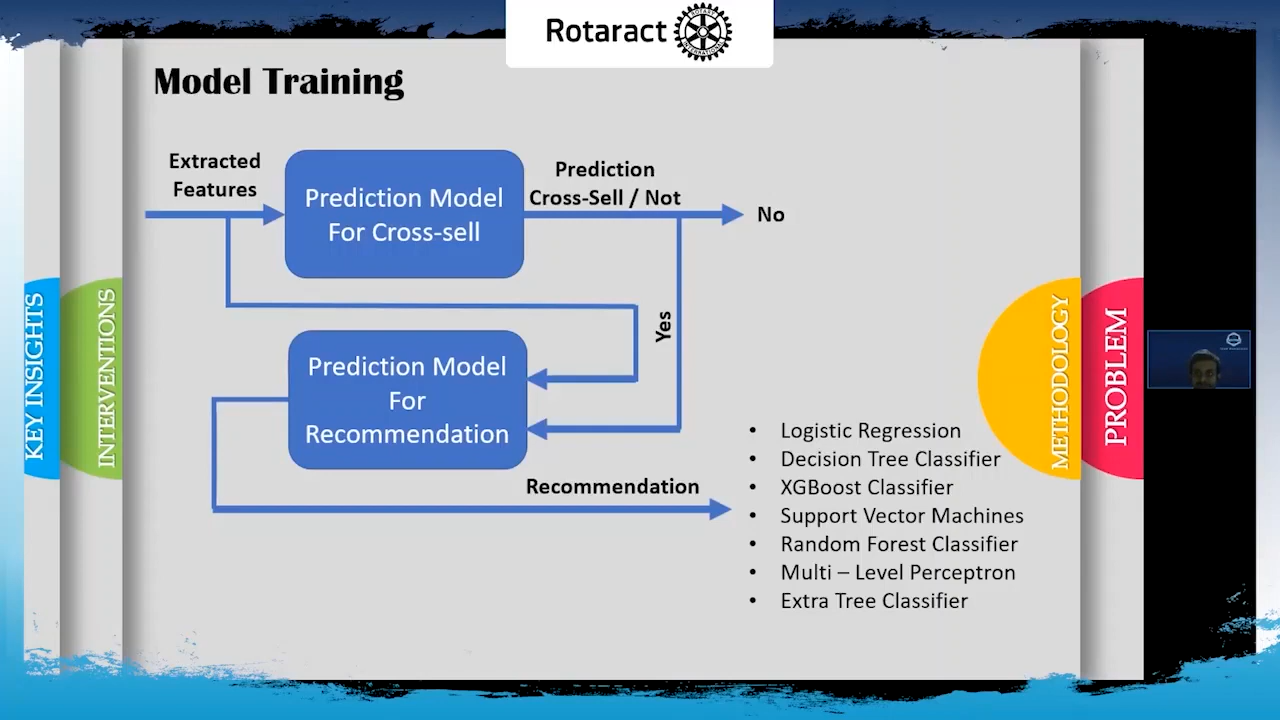 Rotaract
Model Training
Extracted
Features
Prediction Model
For Cross-sell
Prediction
Cross-Sell / Not
No
Yes
Prediction Model
For
Recommendation
Recommendation
• Logistic Regression
• Decision Tree Classifier
• XGBoost Classifier
• Support Vector Machines
• Random Forest Classifier
• Multi – Level Perceptron
• Extra Tree Classifier
KEY INSIGHTS
INTERVENTIONS
METHODOLOGY
PROBLEM